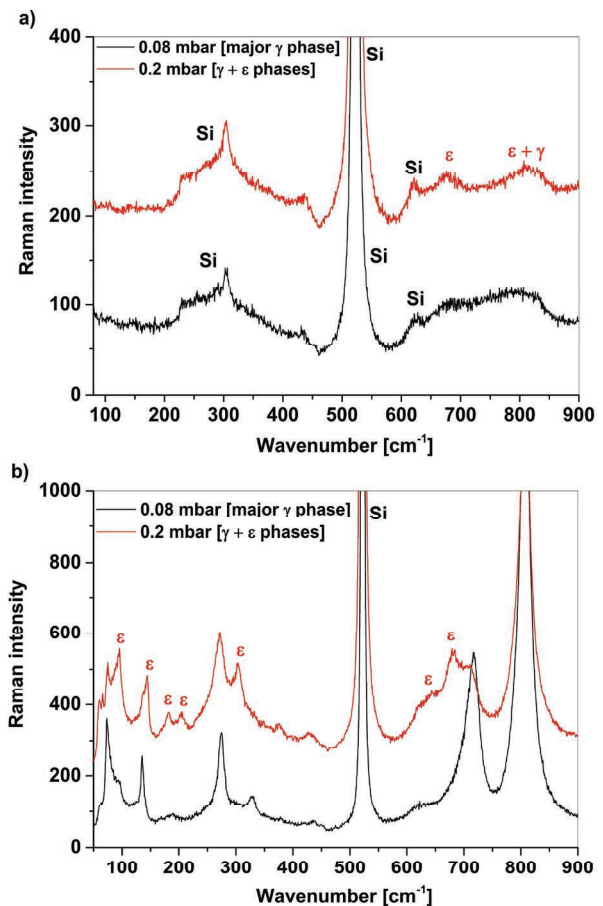 a)
400
0.08 mbar [major γ phase]
0.2 mbar [γ + ε phases]
Si
300
Si
Si
ε
ε + γ
200
Si
Si
Si
100
0
Raman intensity
100 200 300 400 500 600 700 800 900
Wavenumber [cm⁻¹]
b)
1000
0.08 mbar [major γ phase]
0.2 mbar [γ + ε phases]
Si
800
600
ε
ε
ε
ε
ε
ε
ε
400
200
0
Raman intensity
100 200 300 400 500 600 700 800 900
Wavenumber [cm⁻¹]